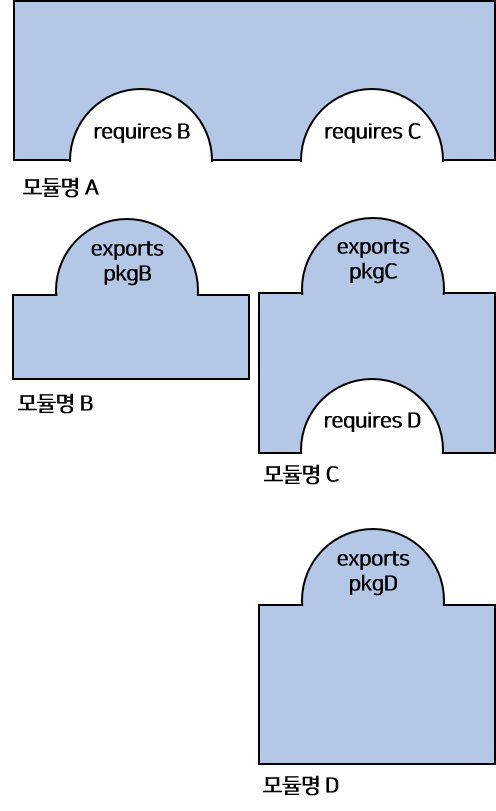 requires B
requires C
모듈명 A
exports
pkgB
모듈명 B
exports
pkgC
requires D
모듈명 C
exports
pkgD
모듈명 D